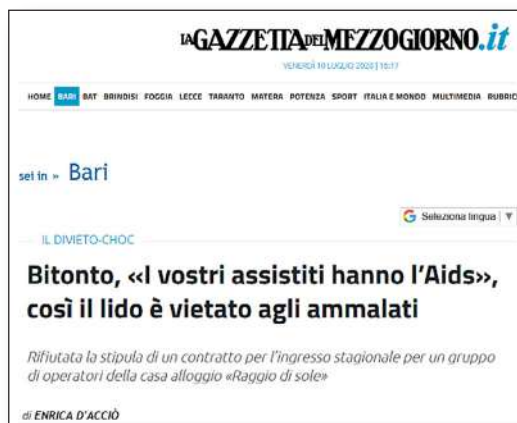 LA GAZZETTA DEL MEZZOGIORNO.it
VENERDÌ 10 LUGLIO 2020 | 16:17
HOME BARI BAT BRINDISI FOGGIA LECCE TARANTO MATERA POTENZA SPORT ITALIA E MONDO MULTIMEDIA RUBRIC
sei in » Bari
Seleziona lingua ▼
IL DIVIETO-CHOC
Bitonto, «I vostri assistiti hanno l’Aids»,
così il lido è vietato agli ammalati
Rifiutata la stipula di un contratto per l'ingresso stagionale per un gruppo
di operatori della casa alloggio «Raggio di sole»
di ENRICA D'ACCIÒ